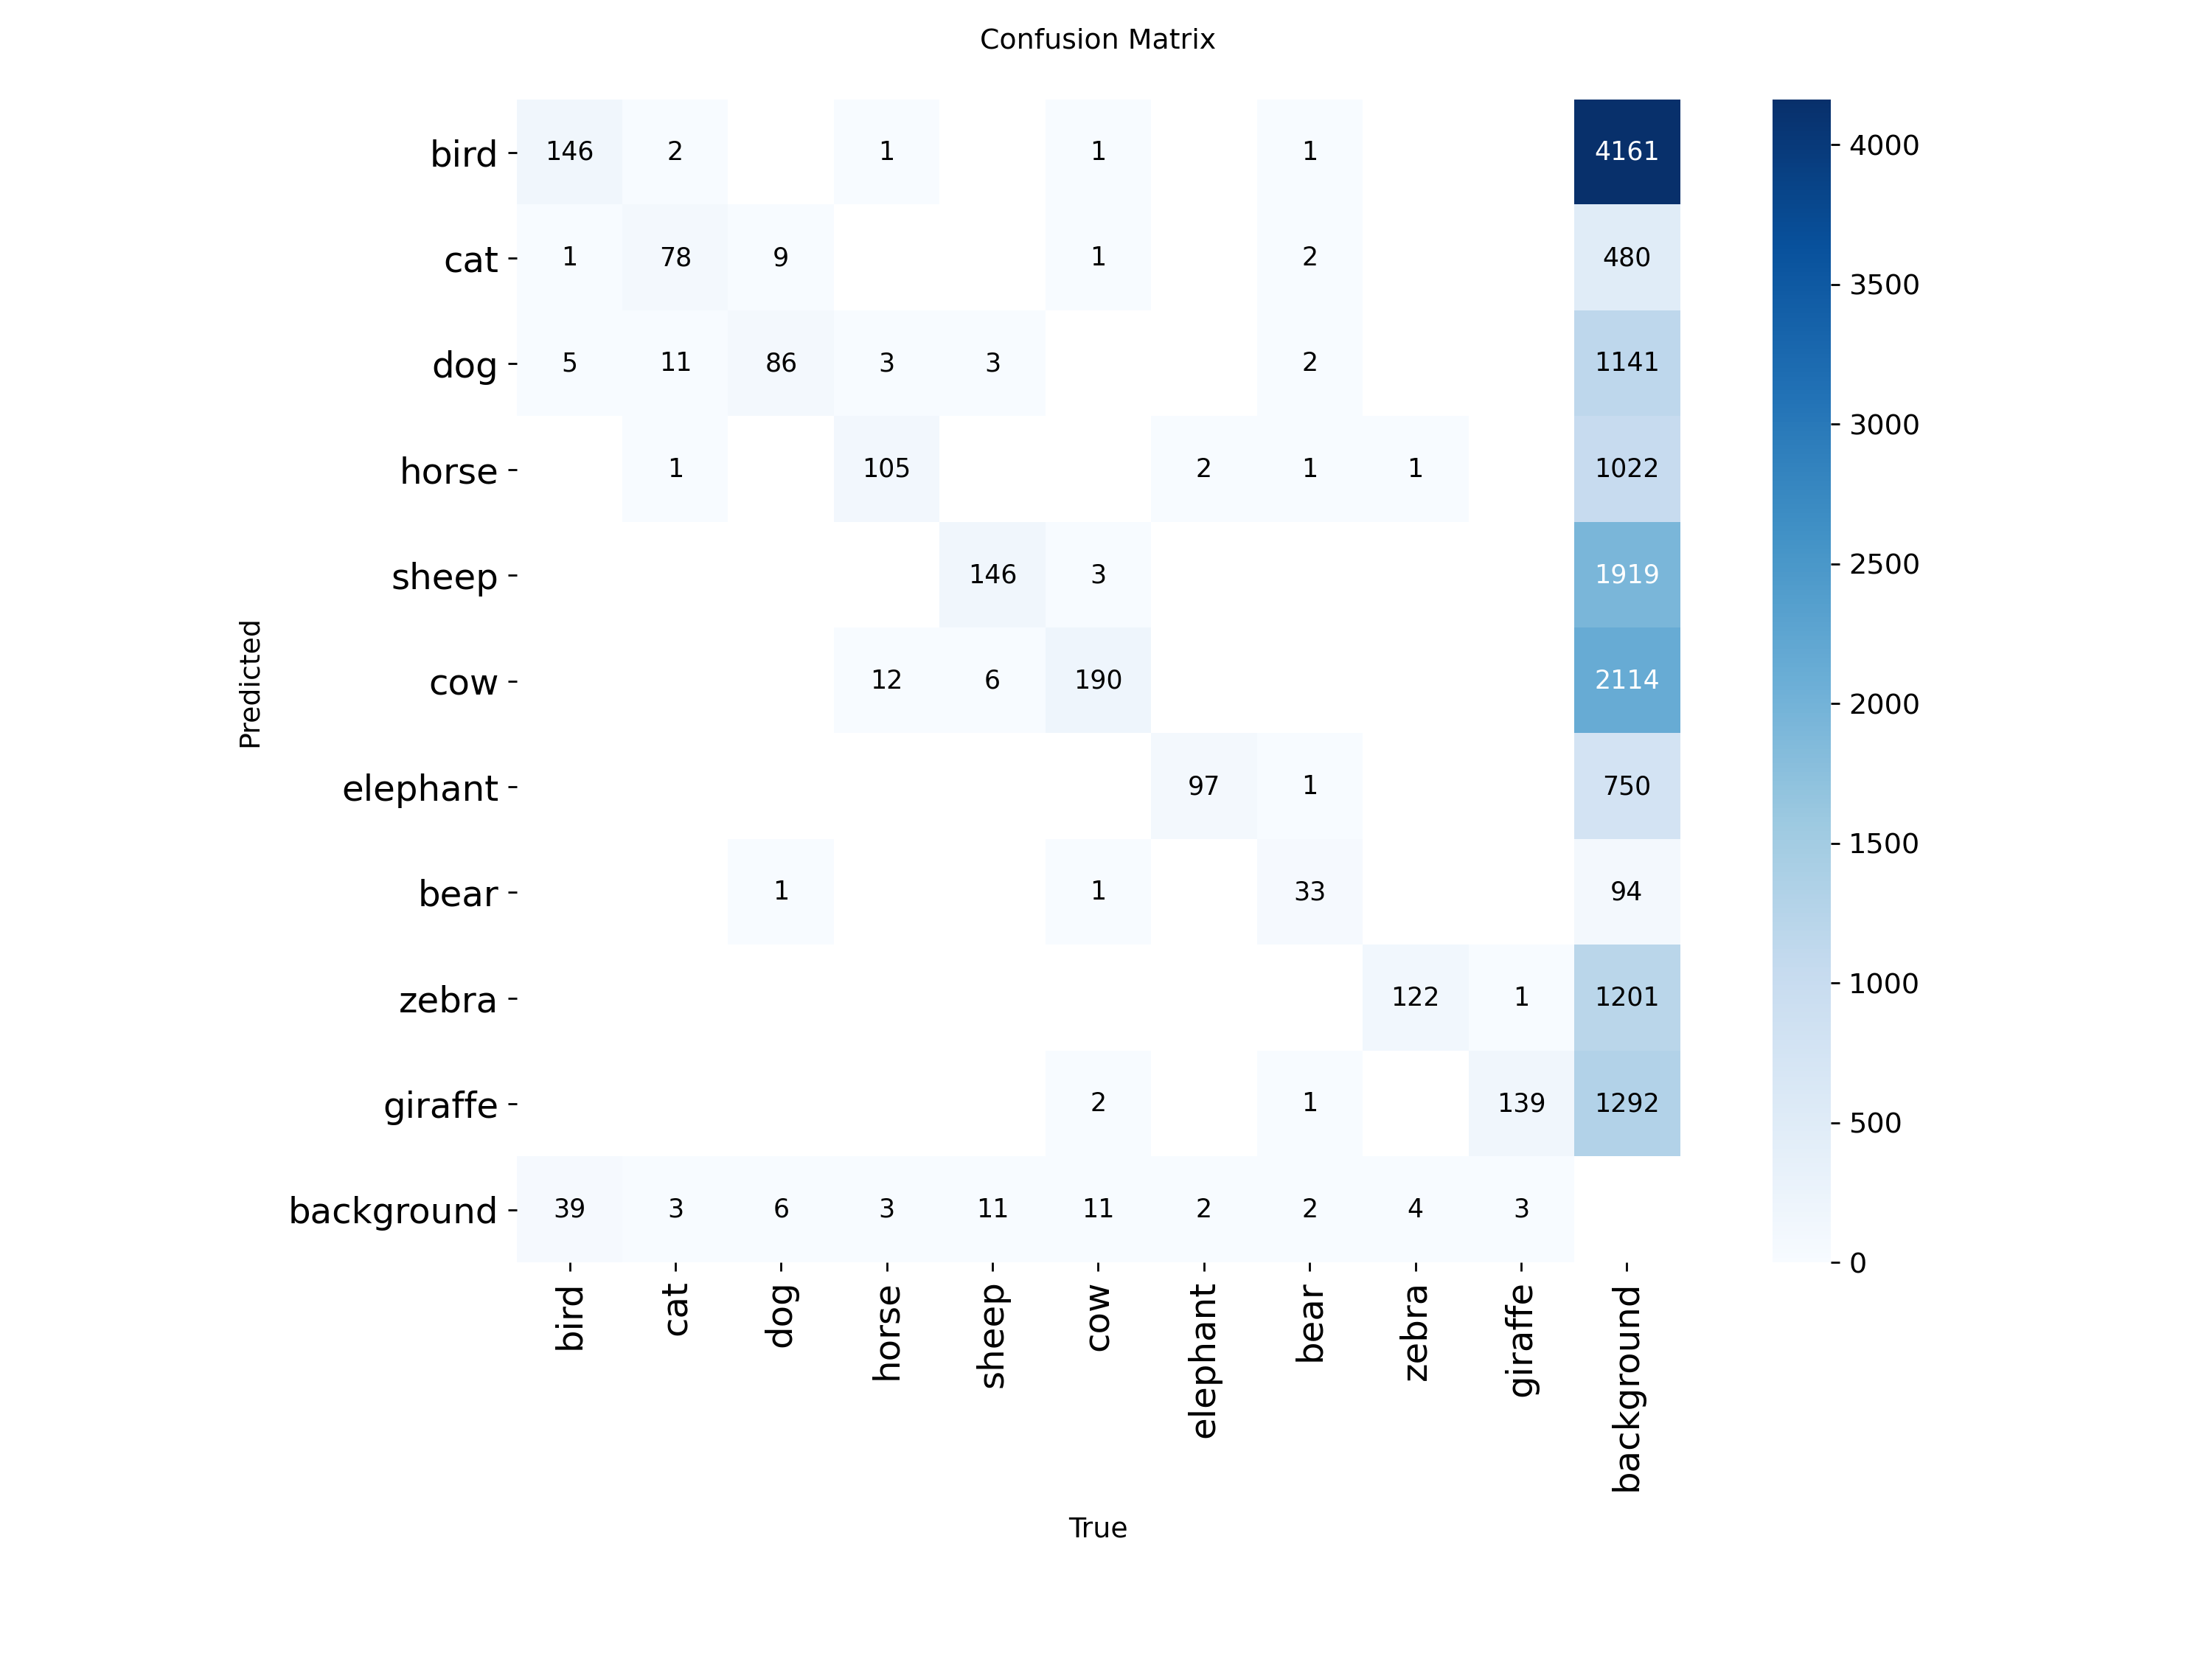 Confusion Matrix
bird 146 2 1 1 1 4161
cat 1 78 9 1 2 480
dog 5 11 86 3 3 2 1141
horse 1 105 2 1 1 1022
sheep 146 3 1919
cow 12 6 190 2114
elephant 97 1 750
bear 1 1 33 94
zebra 122 1 1201
giraffe 2 1 139 1292
background 39 3 6 3 11 11 2 2 4 3
bird cat dog horse sheep cow elephant bear zebra giraffe background
Predicted
True
4000
3500
3000
2500
2000
1500
1000
500
0